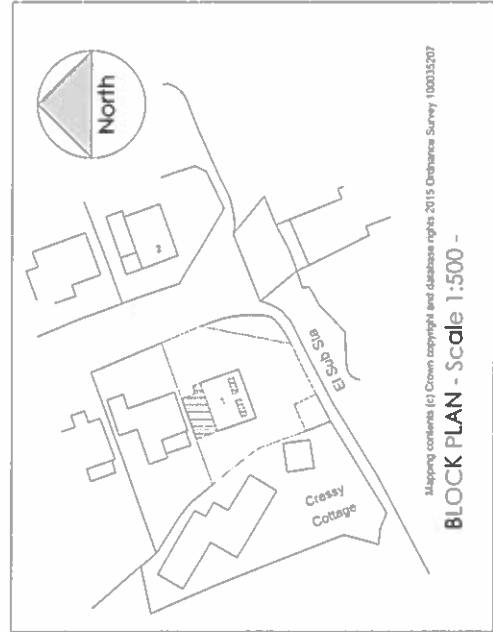 North
2
1
El Sub Sta
Cressy
Cottage
Mapping contents (c) Crown copyright and database rights 2015 Ordnance Survey 100035207
BLOCK PLAN - Scale 1:500 -